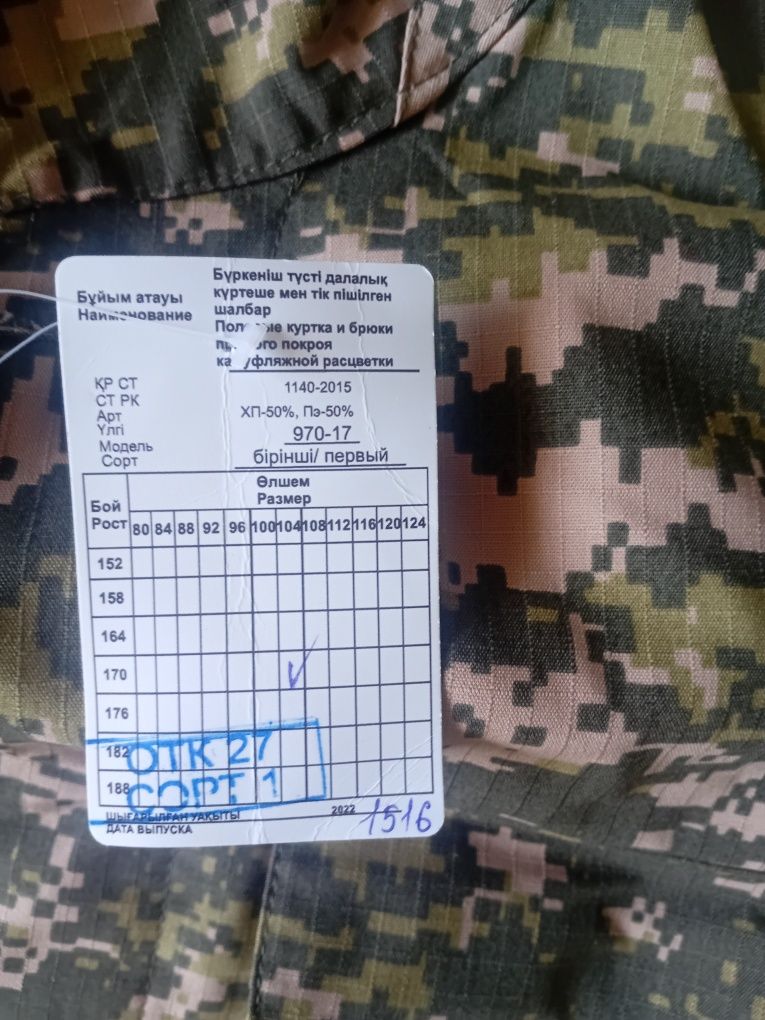 Бұйым атауы
Наименование
Бүркеніш түсті далалық
күртеше мен тік пішілген
шалбар
куртка и брюки
покроя
расцветки
ҚР СТ
СТ РК
1140-2015
Арт
ХП-50%, Пэ-50%
Үлгі
Модель
970-17
Сорт
бірінші/ первый
Бой
Рост
Өлшем
Размер
80 84 88 92 96 100 104 108 112 116 120 124
152
158
164
170
176
182
188
ОТК 27
СОРТ 1
ШЫҒАРЫЛҒАН УАҚЫТЫ
ДАТА ВЫПУСКА
2022
1516